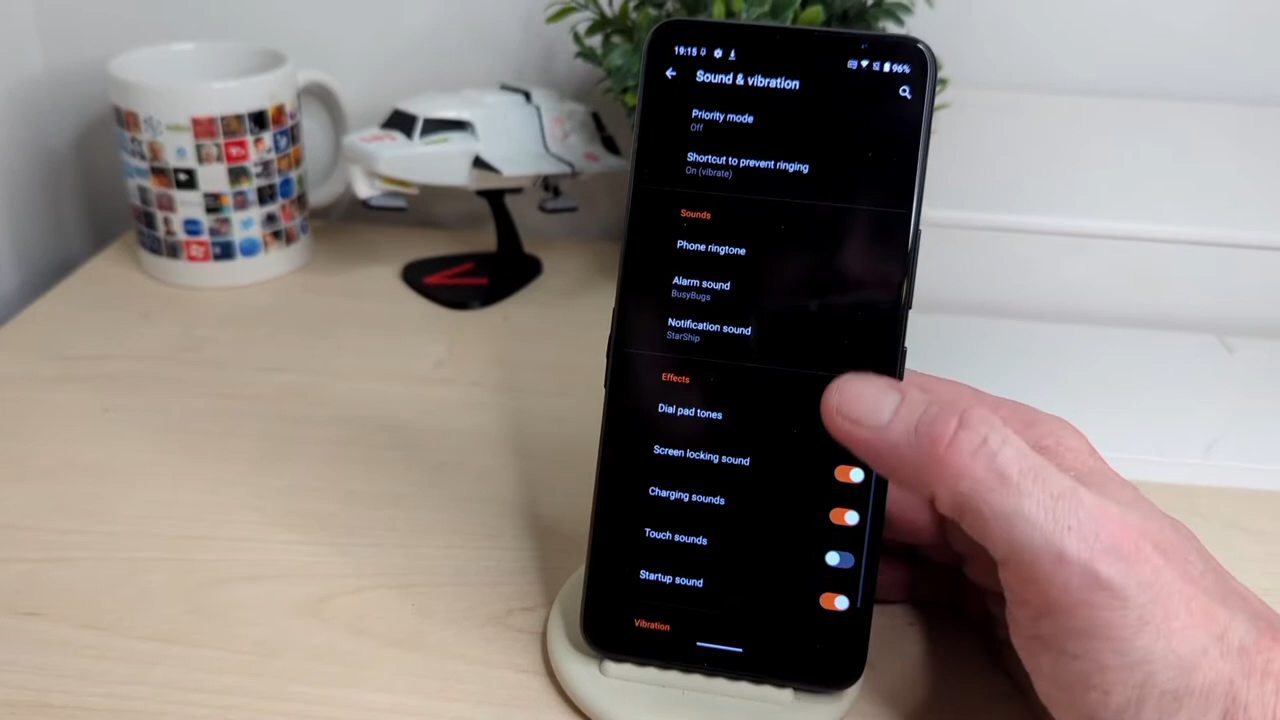 19:15
96%
Sound & vibration
Priority mode
Off
Shortcut to prevent ringing
On (vibrate)
Sounds
Phone ringtone
Alarm sound
BusyBugs
Notification sound
StarShip
Effects
Dial pad tones
Screen locking sound
Charging sounds
Touch sounds
Startup sound
Vibration